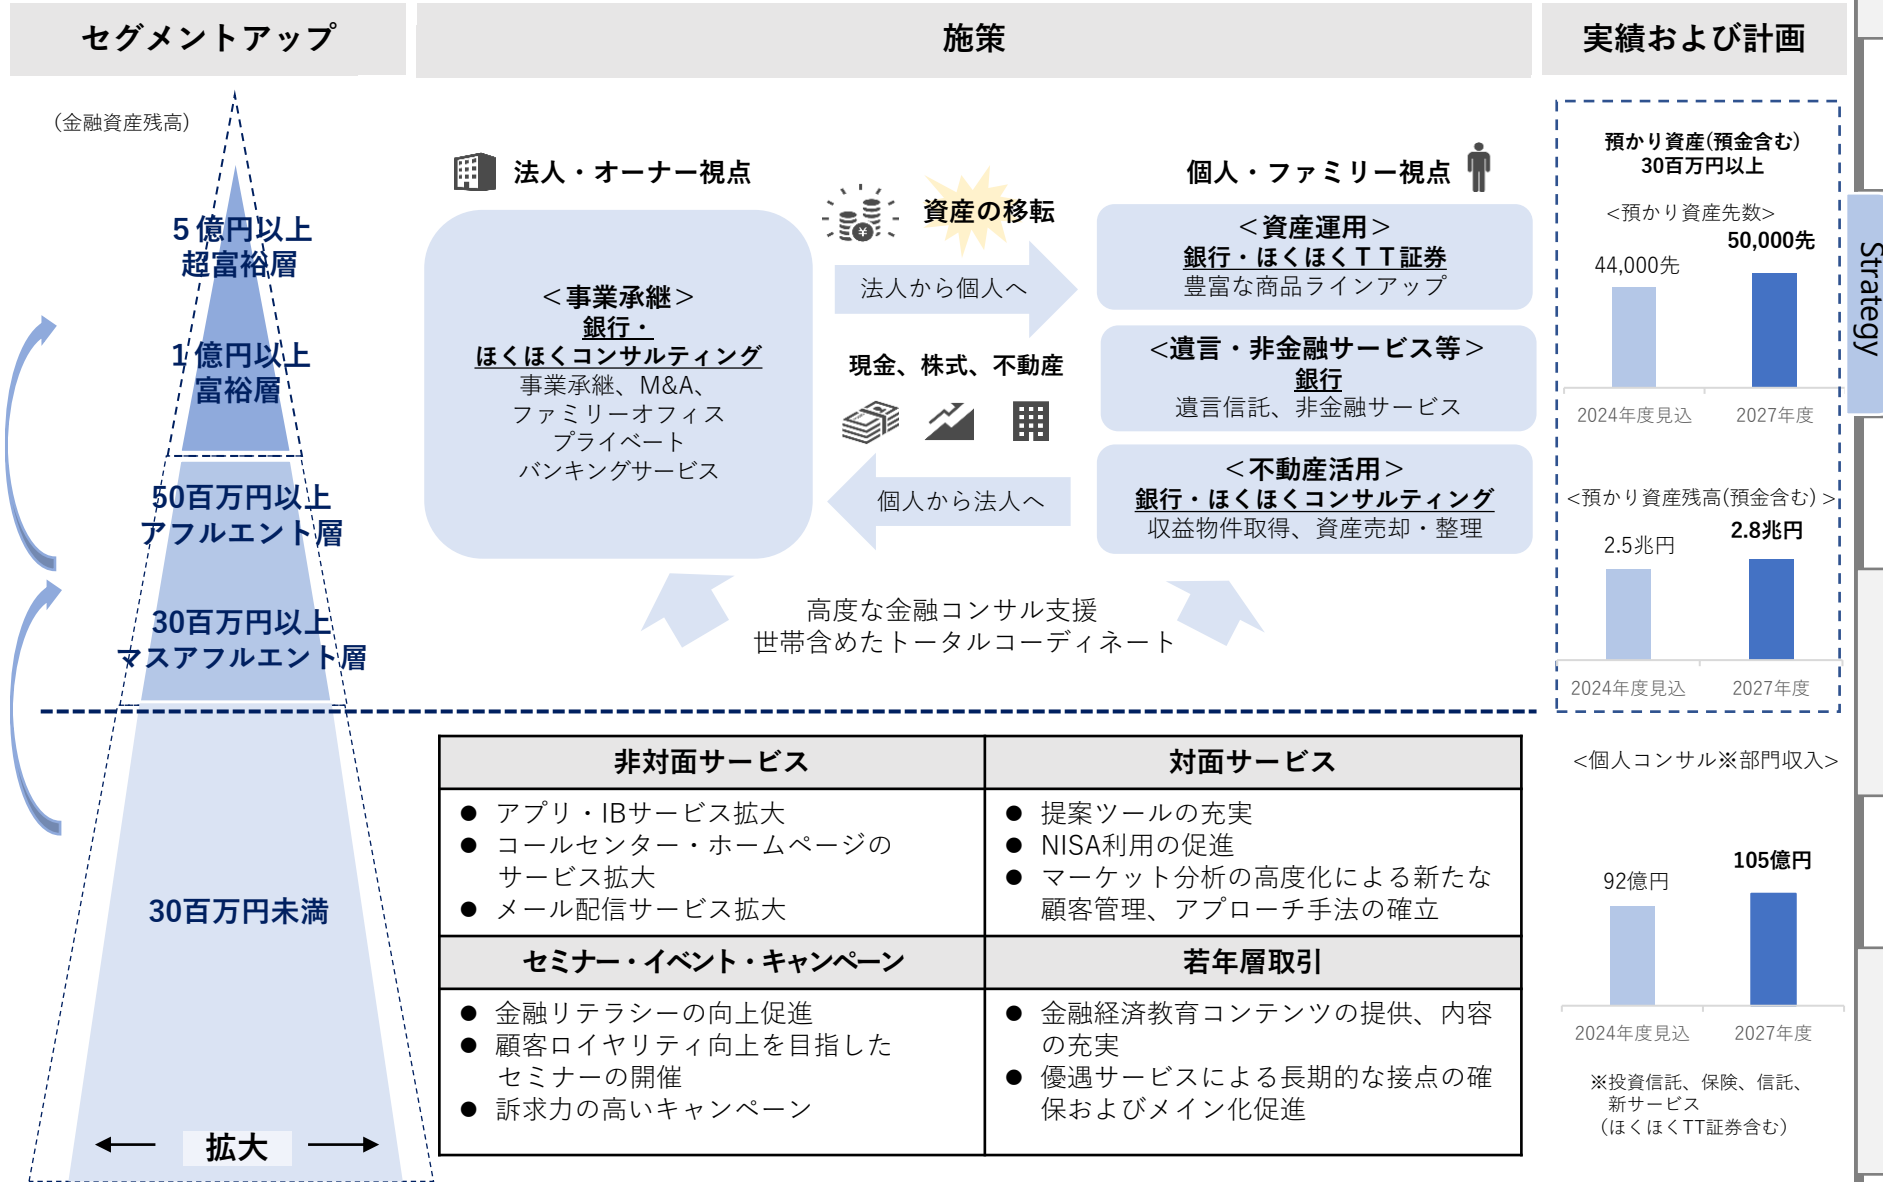 セグメントアップ
施策
実績および計画
(金融資産残高)
5億円以上
超富裕層
1億円以上
富裕層
50百万円以上
アフルエント層
30百万円以上
マスアフルエント層
30百万円未満
拡大
法人・オーナー視点
＜事業承継＞
銀行・
ほくほくコンサルティング
事業承継、M&A、
ファミリーオフィス
プライベート
バンキングサービス
資産の移転
法人から個人へ
現金、株式、不動産
個人から法人へ
個人・ファミリー視点
＜資産運用＞
銀行・ほくほくＴＴ証券
豊富な商品ラインアップ
＜遺言・非金融サービス等＞
銀行
遺言信託、非金融サービス
＜不動産活用＞
銀行・ほくほくコンサルティング
収益物件取得、資産売却・整理
高度な金融コンサル支援
世帯含めたトータルコーディネート
非対面サービス
● アプリ・IBサービス拡大
● コールセンター・ホームページの
サービス拡大
● メール配信サービス拡大
対面サービス
● 提案ツールの充実
● NISA利用の促進
● マーケット分析の高度化による新たな
顧客管理、アプローチ手法の確立
セミナー・イベント・キャンペーン
● 金融リテラシーの向上促進
● 顧客ロイヤリティ向上を目指した
セミナーの開催
● 訴求力の高いキャンペーン
若年層取引
● 金融経済教育コンテンツの提供、内容
の充実
● 優遇サービスによる長期的な接点の確
保およびメイン化促進
預かり資産(預金含む)
30百万円以上
<預かり資産先数>
44,000先
50,000先
2024年度見込
2027年度
<預かり資産残高(預金含む)>
2.5兆円
2.8兆円
2024年度見込
2027年度
<個人コンサル※部門収入>
92億円
105億円
2024年度見込
2027年度
※投資信託、保険、信託、
新サービス
(ほくほくTT証券含む)
Strategy